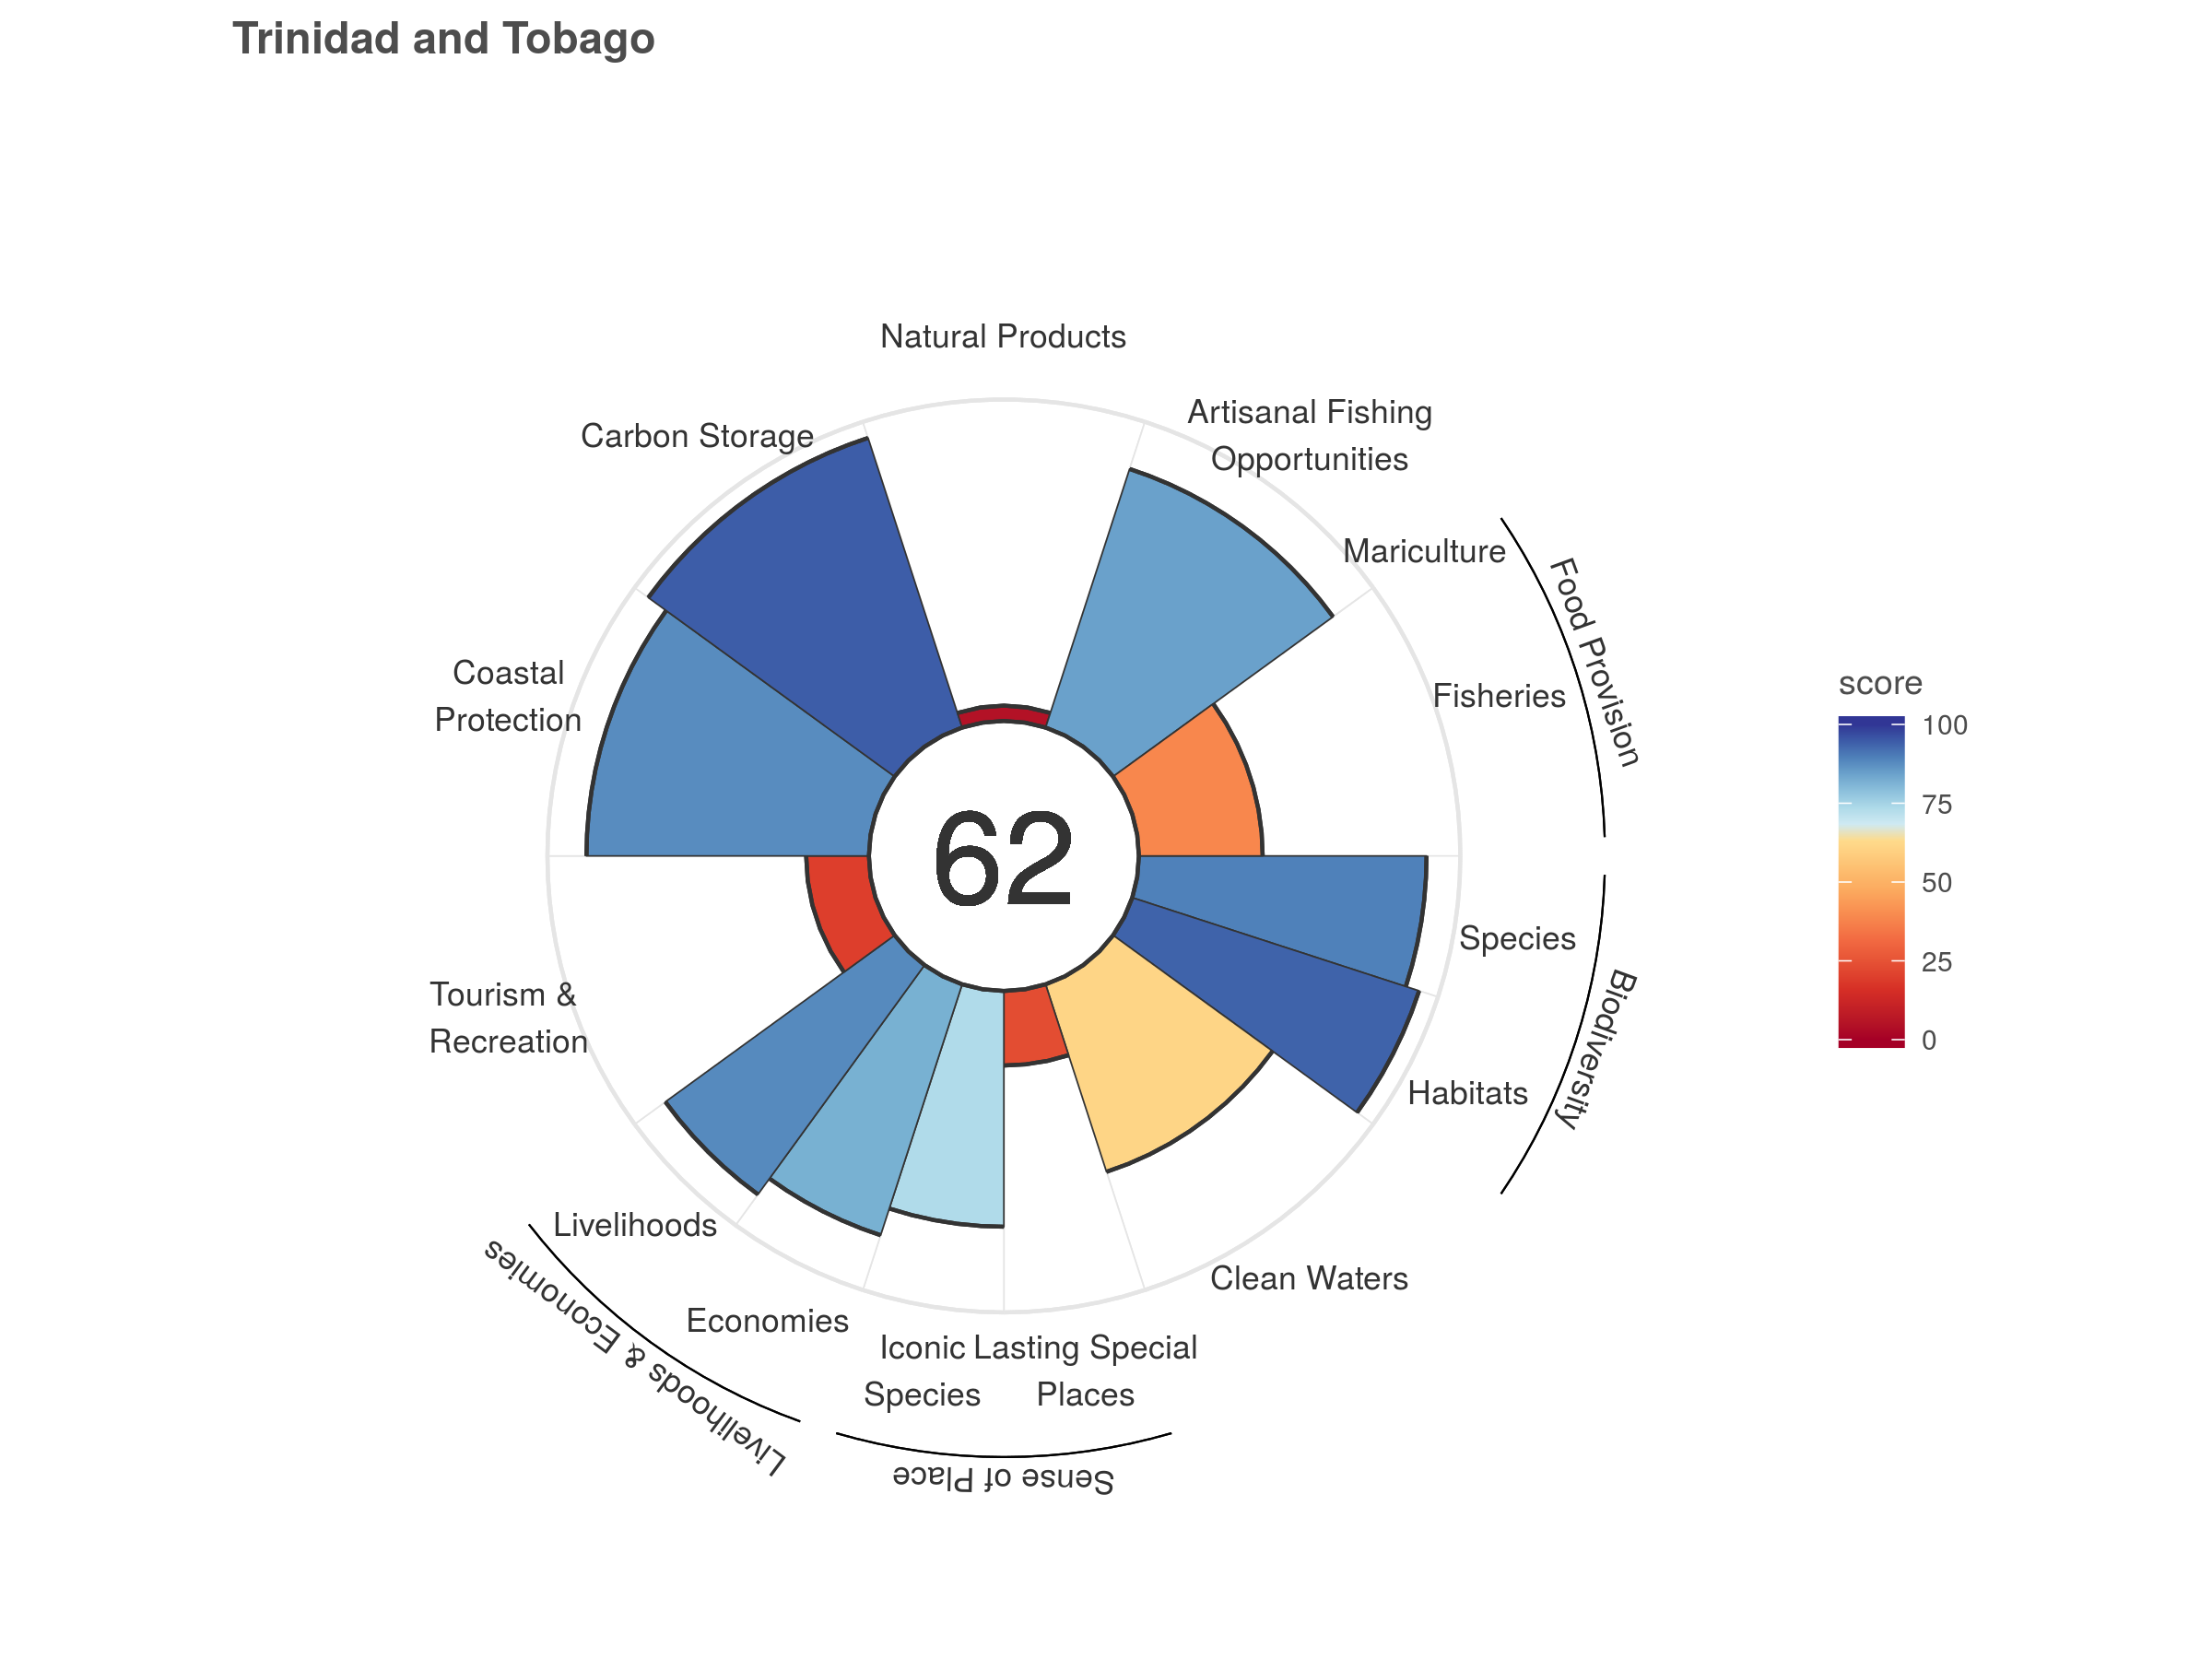 Trinidad and Tobago
Natural Products
Artisanal Fishing
Opportunities
Carbon Storage
Mariculture
Food Provision
Coastal
Protection
Fisheries
score
100
75
50
25
0
62
Species
Biodiversity
Tourism &
Recreation
Habitats
Livelihoods
Clean Waters
Economies
Livelihoods & Economies
Iconic
Species
Lasting Special
Places
Sense of Place